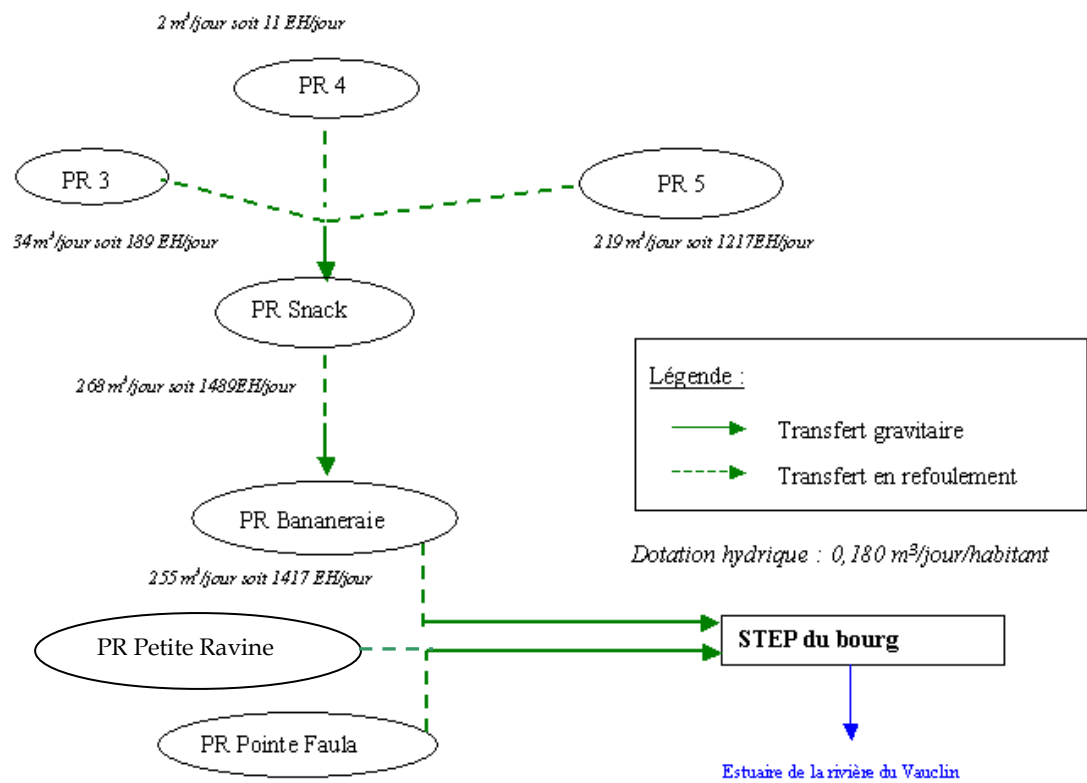 2 m³/jour soit 11 EH/jour
PR 4
PR 3
PR 5
34 m³/jour soit 189 EH/jour
219 m³/jour soit 1217EH/jour
PR Snack
268 m³/jour soit 1489EH/jour
Légende :
Transfert gravitaire
Transfert en refoulement
PR Bananeraie
Dotation hydrique : 0,180 m³/jour/habitant
255 m³/jour soit 1417 EH/jour
PR Petite Ravine
STEP du bourg
PR Pointe Faula
Estuaire de la rivière du Vauclin